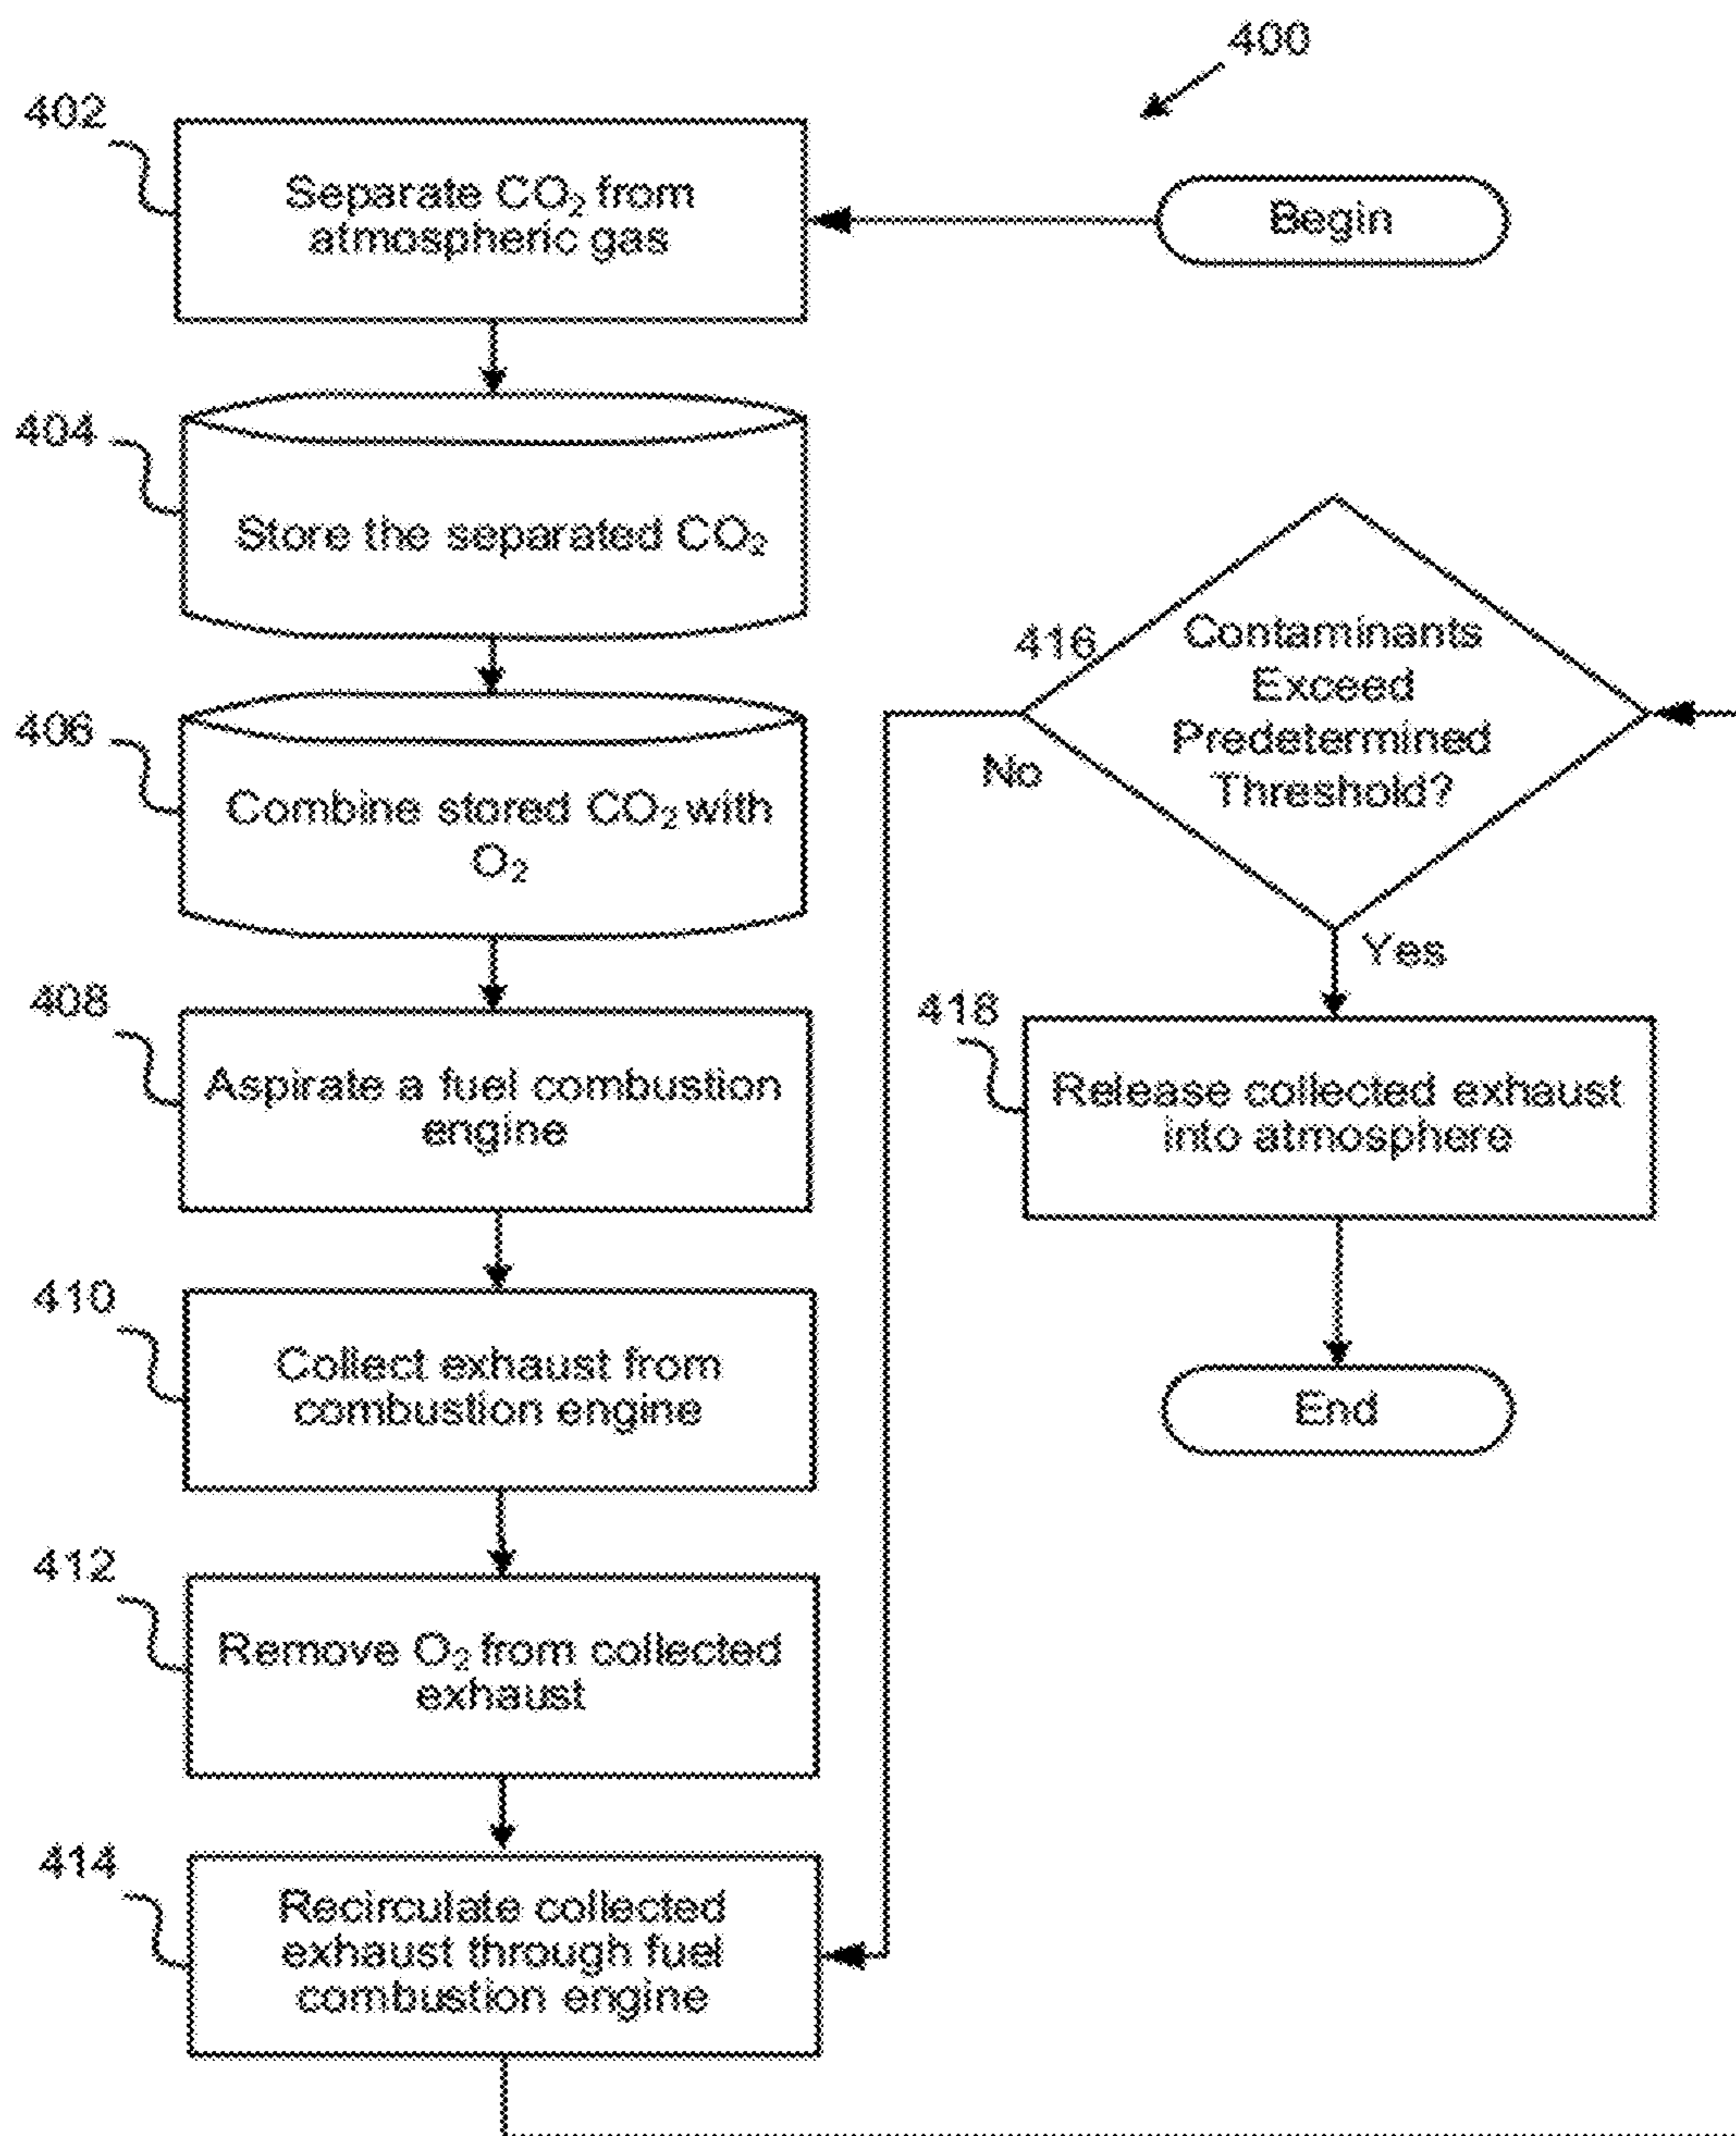 400
402
Separate CO₂ from
atmospheric gas
Begin
404
Store the separated CO₂
406
Combine stored CO₂ with
O₂
408
Aspirate a fuel combustion
engine
410
Collect exhaust from
combustion engine
412
Remove O₂ from collected
exhaust
414
Recirulate collected
exhaust through fuel
combustion engine
416
Contaminants
Exceed
Predetermined
Threshold?
No
Yes
418
Release collected exhaust
into atmosphere
End